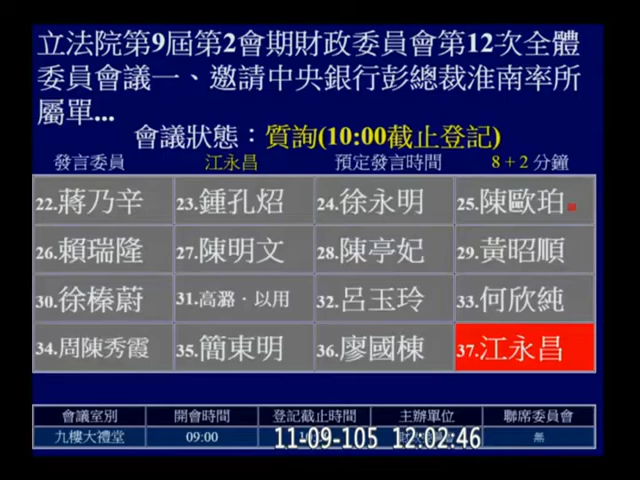 立法院第9屆第2會期財政委員會第12次全體
委員會議一、邀請中央銀行彭總裁淮南率所
屬單...
會議狀態：質詢(10:00截止登記)
發言委員 江永昌 預定發言時間 8 + 2 分鐘
22.蔣乃辛 23.鍾孔炤 24.徐永明 25.陳歐珀
26.賴瑞隆 27.陳明文 28.陳亭妃 29.黃昭順
30.徐榛蔚 31.高潞．以用 32.呂玉玲 33.何欣純
34.周陳秀霞 35.簡東明 36.廖國棟 37.江永昌
會議室別 開會時間 登記截止時間 主辦單位 聯席委員會
九樓大禮堂 09:00 無
11-09-105 12:02:46